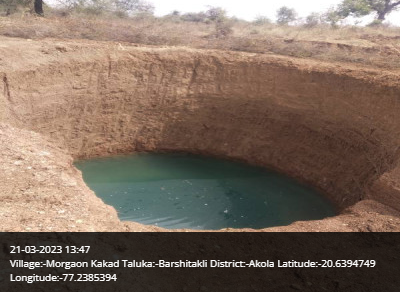 21-03-2023 13:47
Village:-Morgaon Kakad Taluka:-Barshitakli District:-Akola Latitude:-20.6394749
Longitude:-77.2385394